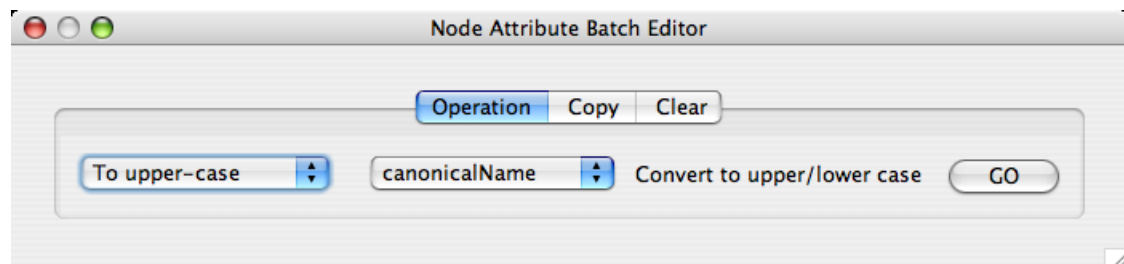 Node Attribute Batch Editor
Operation Copy Clear
To upper-case canonicalName Convert to upper/lower case GO